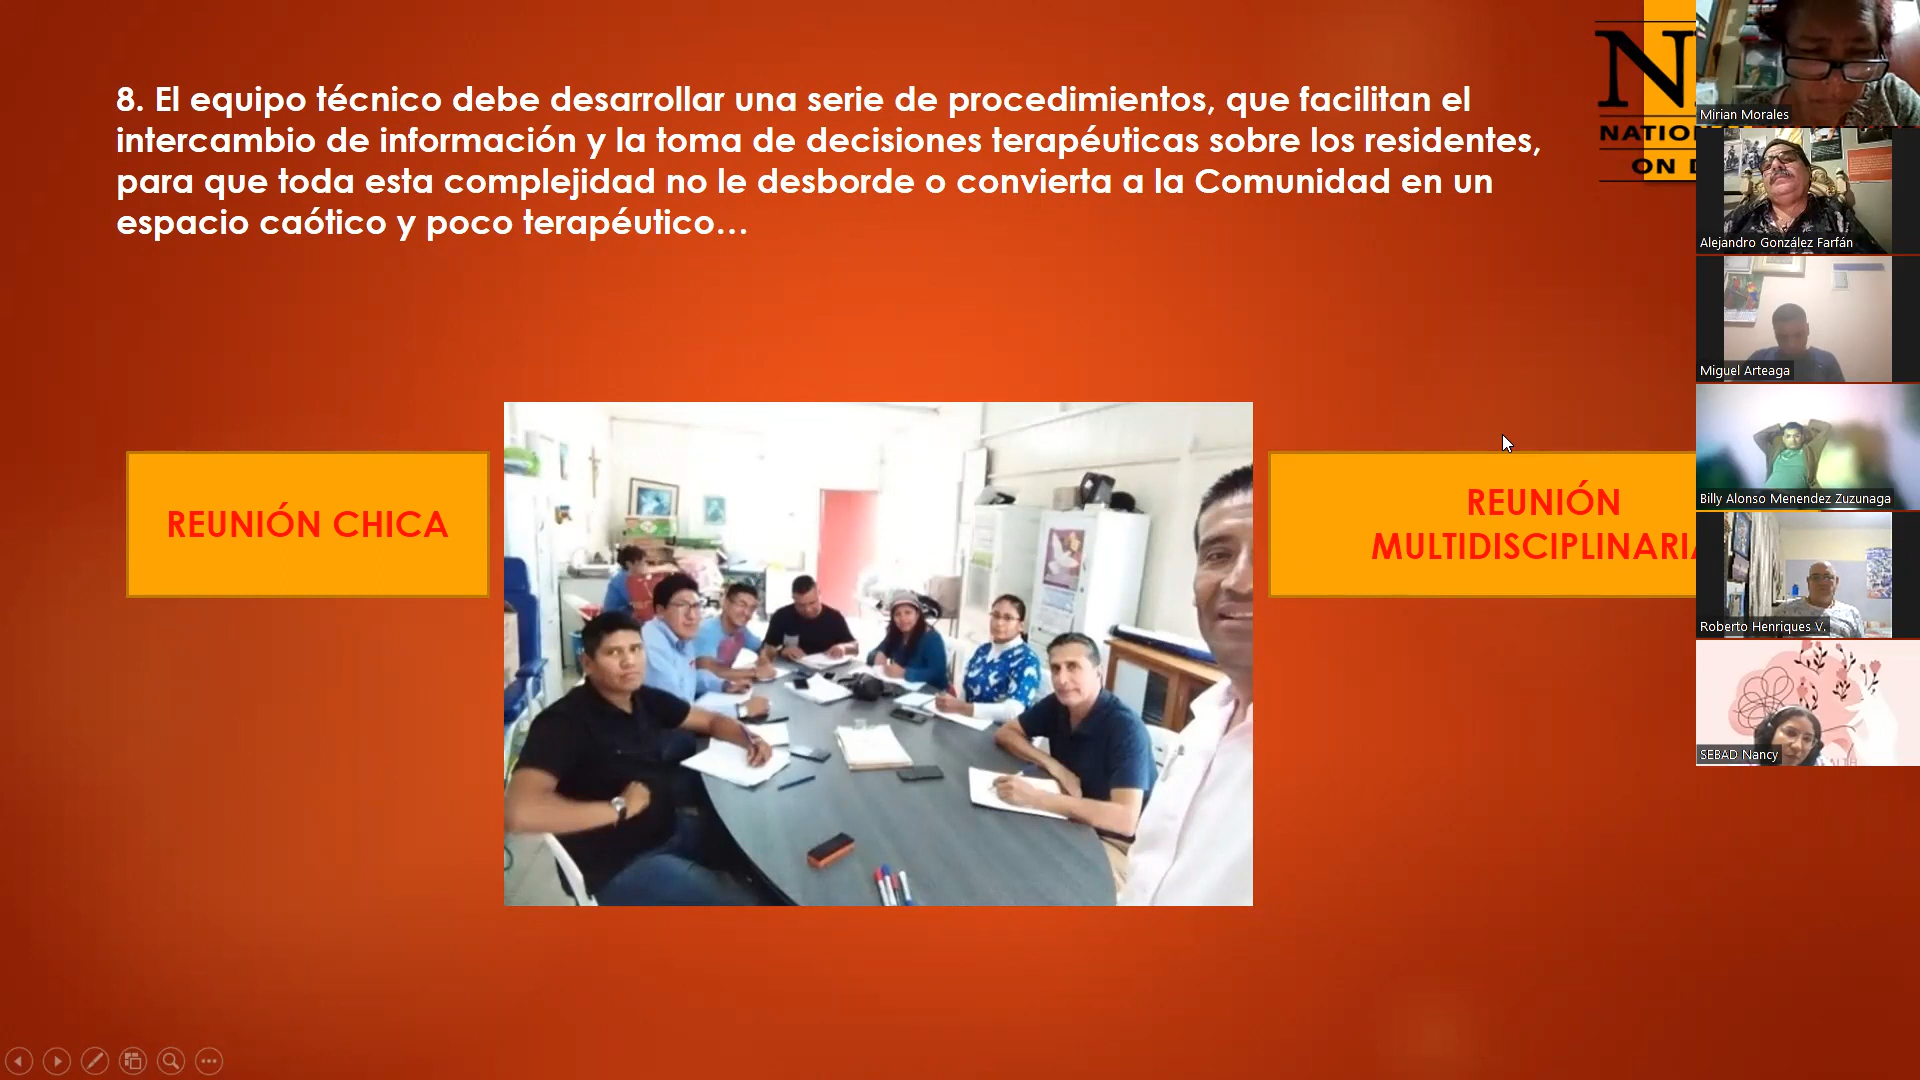 8. El equipo técnico debe desarrollar una serie de procedimientos, que facilitan el
intercambio de información y la toma de decisiones terapéuticas sobre los residentes,
para que toda esta complejidad no le desborde o convierta a la Comunidad en un
espacio caótico y poco terapéutico…
REUNIÓN CHICA
REUNIÓN
MULTIDISCIPLINARIA
N
NATIO
ON D
Mirian Morales
Alejandro González Farfán
Miguel Arteaga
Billy Alonso Menendez Zuzunaga
Roberto Henriques V.
SEBAD Nancy